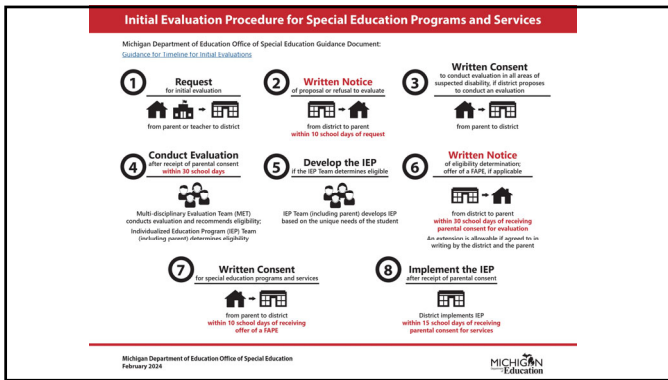 Initial Evaluation Procedure for Special Education Programs and Services
Michigan Department of Education Office of Special Education Guidance Document:
Guidance for Timeline for Initial Evaluations
1
Request
for initial evaluation
from parent or teacher to district
2
Written Notice
of proposal or refusal to evaluate
from district to parent
within 10 school days of request
3
Written Consent
to conduct evaluation in all areas of
suspected disability, if district proposes
to conduct an evaluation
from parent to district
4
Conduct Evaluation
after receipt of parental consent
within 30 school days
Multi-disciplinary Evaluation Team (MET)
conducts evaluation and recommends eligibility;
Individualized Education Program (IEP) Team
(including parent) determines eligibility
5
Develop the IEP
if the IEP Team determines eligible
IEP Team (including parent) develops IEP
based on the unique needs of the student
6
Written Notice
of eligibility determination;
offer of a FAPE, if applicable
from district to parent
within 30 school days of receiving
parental consent for evaluation
An extension is allowable if agreed to in
writing by the district and the parent
7
Written Consent
for special education programs and services
from parent to district
within 10 school days of receiving
offer of a FAPE
8
Implement the IEP
after receipt of parental consent
District implements IEP
within 15 school days of receiving
parental consent for services
Michigan Department of Education Office of Special Education
February 2024
MICHIGAN
Education